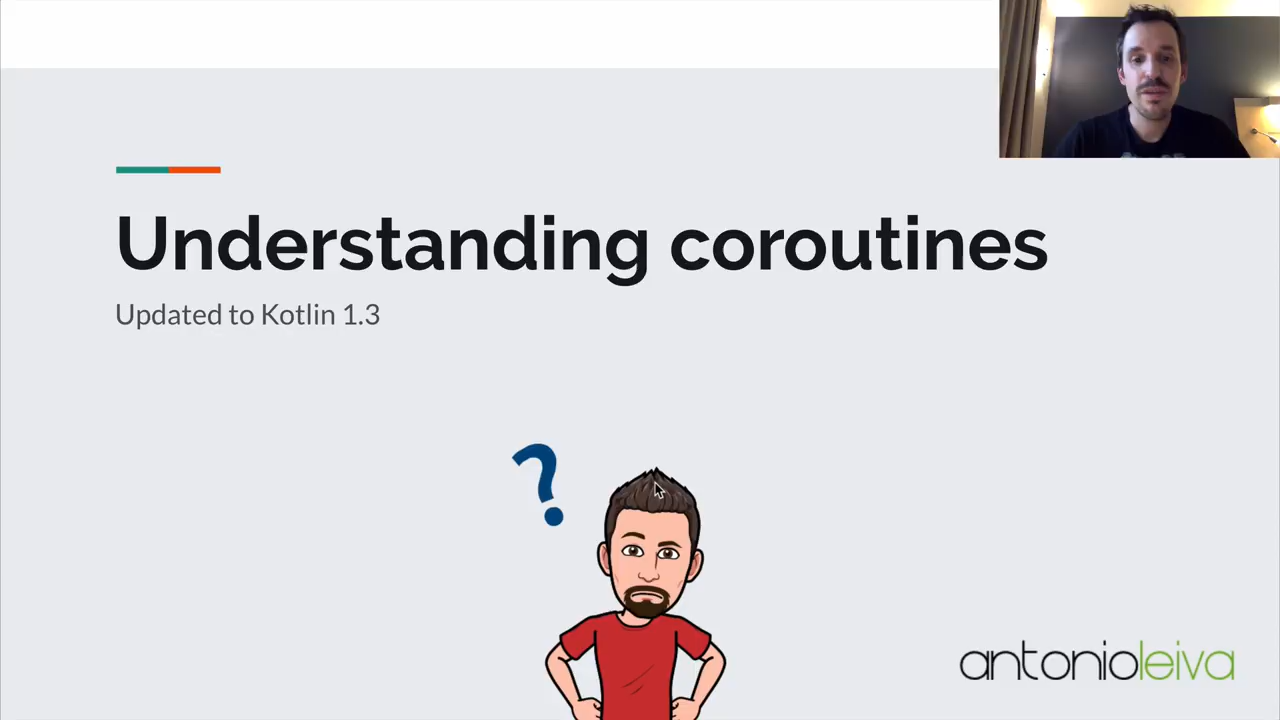 Understanding coroutines
Updated to Kotlin 1.3
?
antonioleiva